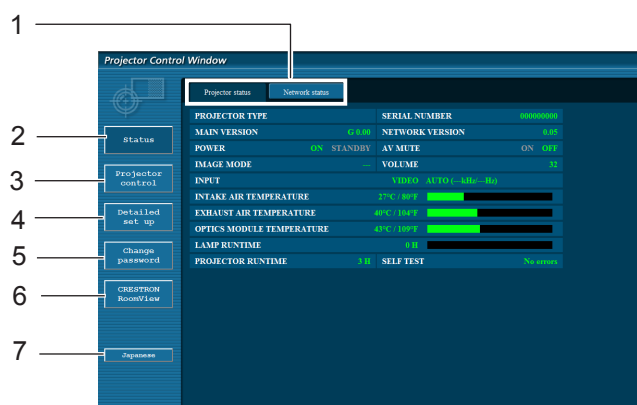 1
Projector Control Window
Projector status Network status
2
Status
3
Projector
control
4
Detailed
set up
5
Change
password
6
CRESTRON
RoomView
7
Japanese
PROJECTOR TYPE SERIAL NUMBER 000000000
MAIN VERSION G 0.00 NETWORK VERSION 0.05
POWER ON STANDBY AV MUTE ON OFF
IMAGE MODE — VOLUME 32
INPUT VIDEO AUTO (—kHz/—Hz)
INTAKE AIR TEMPERATURE 27°C / 80°F
EXHAUST AIR TEMPERATURE 40°C / 104°F
OPTICS MODULE TEMPERATURE 43°C / 109°F
LAMP RUNTIME 0 H
PROJECTOR RUNTIME 3 H SELF TEST No errors